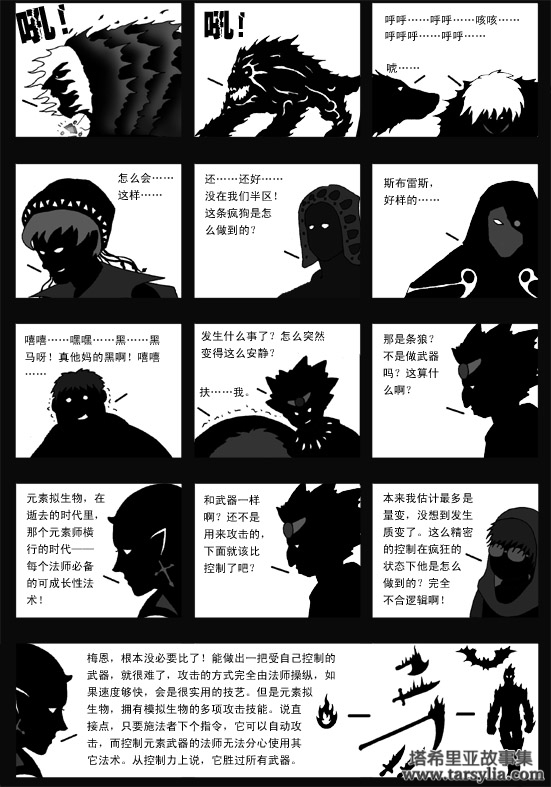 吼!
吼!
呼呼……呼呼……咳咳……
呼呼呼……呼呼……
唬……
怎么会……
这样……
还……还好……
没在我们半区!
这条疯狗是怎
么做到的?
斯布雷斯,
好样的……
嘻嘻……嘿嘿……黑……黑
马呀!真他妈的黑啊!嘻嘻
……
发生什么事了?怎么突然
变得这么安静?
扶……我。
那是条狼?
不是做武器
吗?这算什
么啊?
元素拟生物,在
逝去的时代里,
那个元素师横
行的时代——
每个法师必备
的可成长性法
术!
和武器一样
啊?还不是
用来攻击的,
下面就该比
控制了吧?
本来我估计最多是
量变,没想到发生
质变了。这么精密
的控制在疯狂的
状态下他是怎么
做到的?完全
不合逻辑啊!
梅恩,根本没必要比了!能做出一把受自己控制的
武器,就很难了,攻击的方式完全由法师操纵,如
果速度够快,会是很实用的技艺。但是元素拟
生物,拥有模拟生物的多项攻击技能。说直
接点,只要施法者下个指令,它可以自动攻
击,而控制元素武器的法师无法分心使用其
它法术。从控制力上说,它胜过所有武器。
塔希里亚故事集
www.tarsylia.com